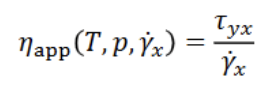 η_app(T, p, γ̇_x) = τ_yx / γ̇_x